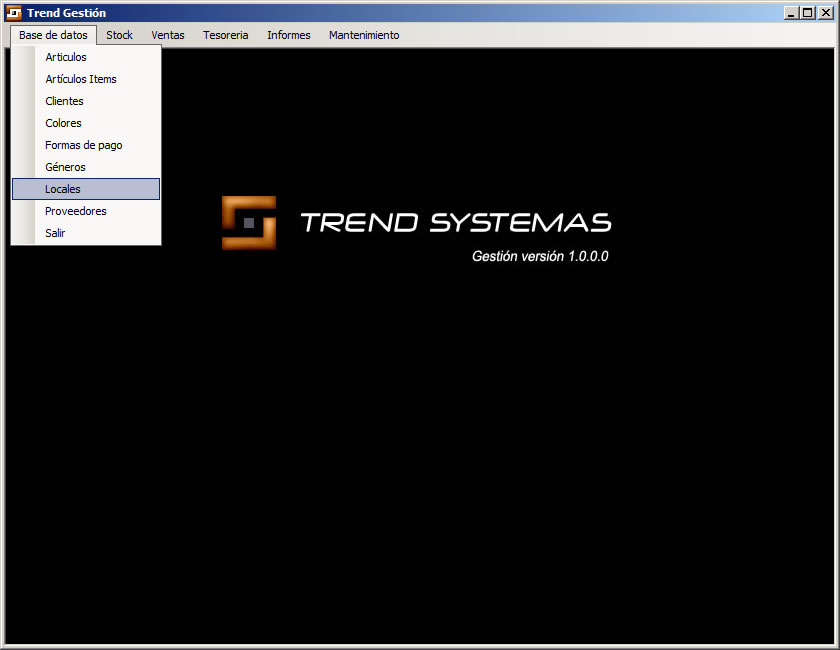 Trend Gestión
Base de datos Stock Ventas Tesoreria Informes Mantenimiento
Articulos
Artículos Items
Clientes
Colores
Formas de pago
Géneros
Locales
Proveedores
Salir
TREND SYSTEMAS
Gestión versión 1.0.0.0